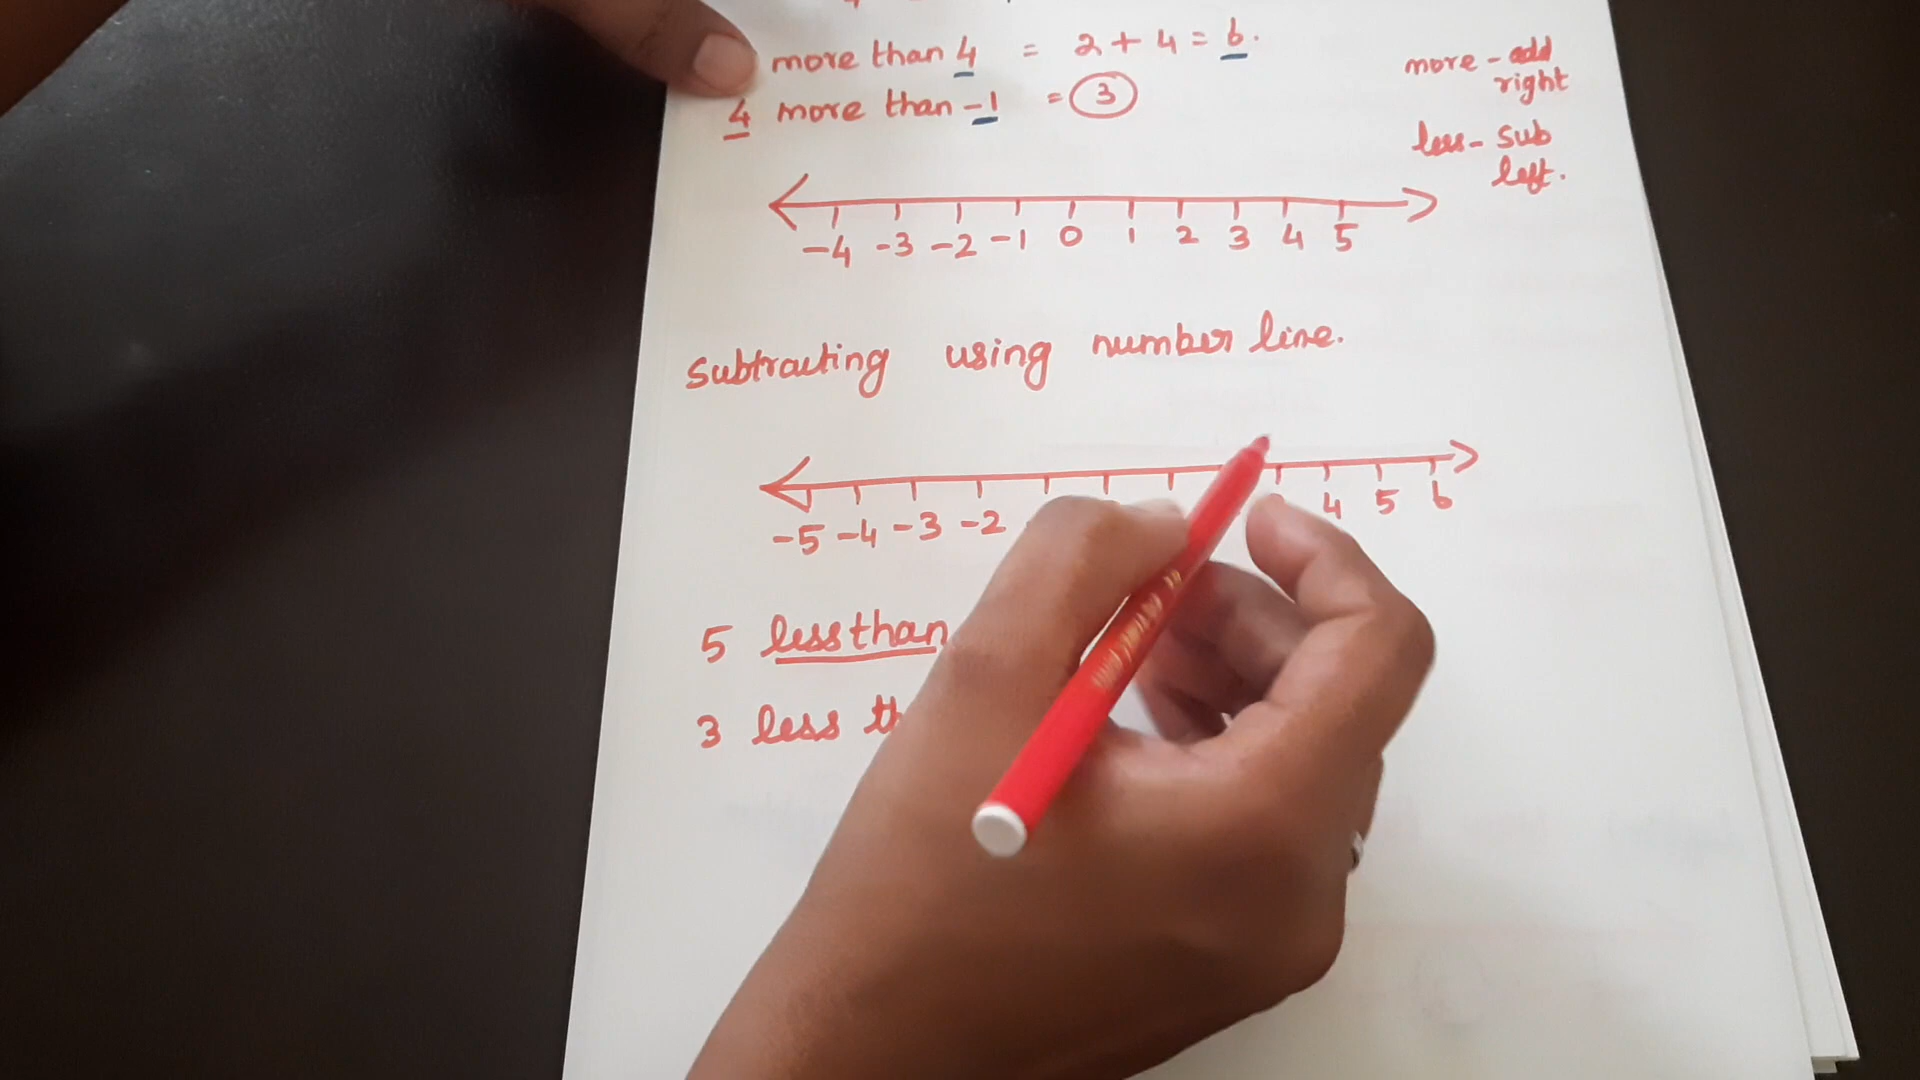 more than 4 = 2 + 4 = 6.
4 more than -1 = 3
more - add
right
less - sub
left.
-4 -3 -2 -1 0 1 2 3 4 5
Subtracting using number line.
-5 -4 -3 -2 4 5 6
5 less than
3 less th